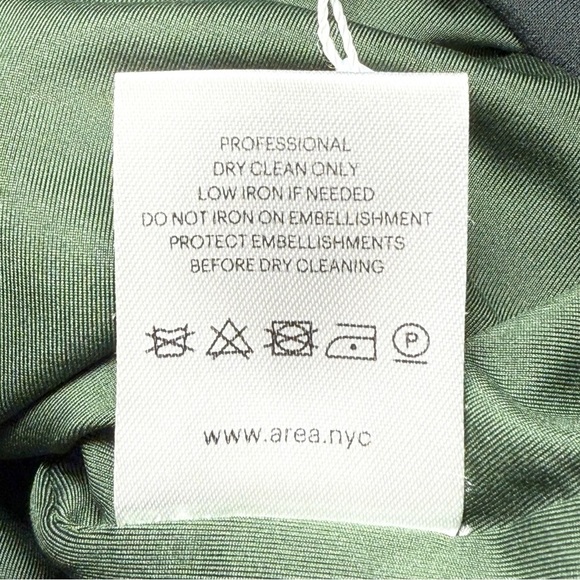 PROFESSIONAL
DRY CLEAN ONLY
LOW IRON IF NEEDED
DO NOT IRON ON EMBELLISHMENT
PROTECT EMBELLISHMENTS
BEFORE DRY CLEANING
P
www.area.nyc